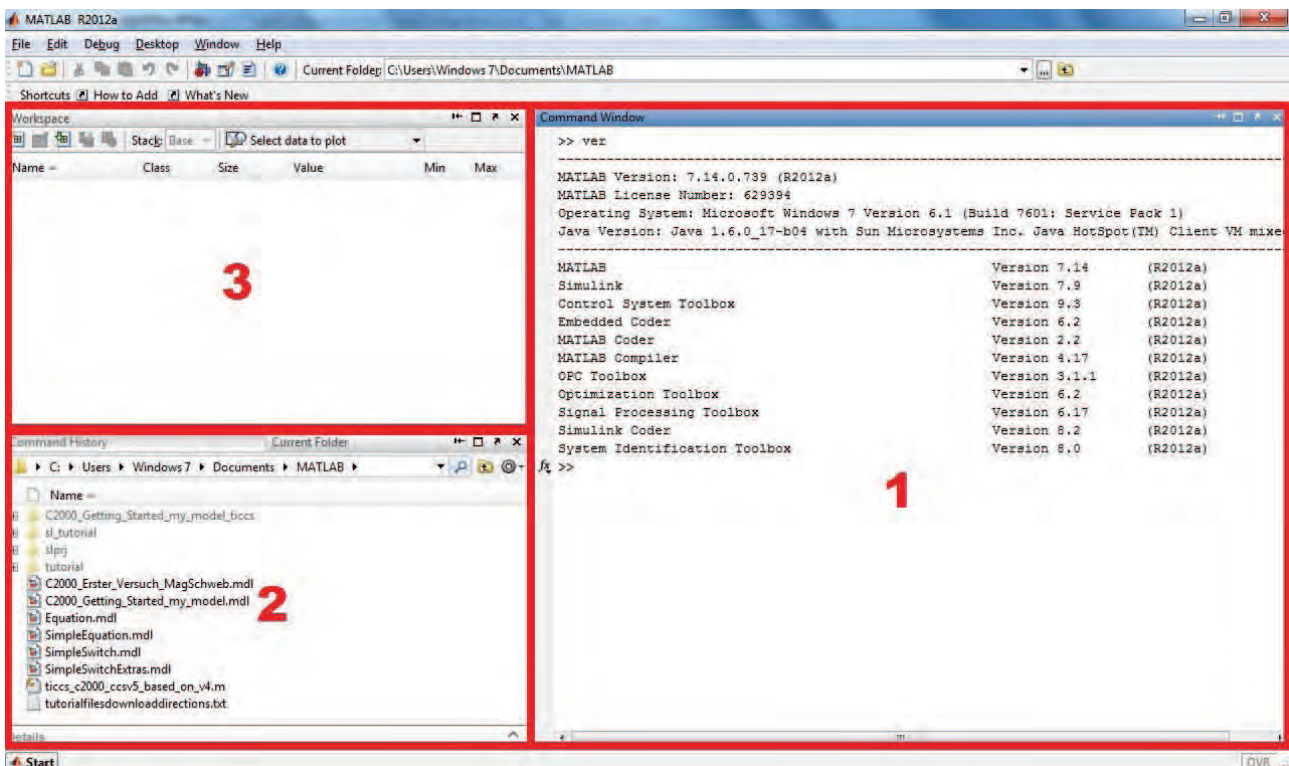 MATLAB R2012a
File Edit Debug Desktop Window Help
Current Folder: C:\Users\Windows 7\Documents\MATLAB
Shortcuts How to Add What's New
Workspace
Stack: Base Select data to plot
Name Class Size Value Min Max
3
Command History Current Folder
C: Users Windows 7 Documents MATLAB
Name
C2000_Getting_Started_my_model_ticcs
sl_tutorial
slprj
tutorial
C2000_Erster_Versuch_MagSchweb.mdl
C2000_Getting_Started_my_model.mdl
Equation.mdl
SimpleEquation.mdl
SimpleSwitch.mdl
SimpleSwitchExtras.mdl
ticcs_c2000_ccsv5_based_on_v4.m
tutorialfilesdownloaddirections.txt
2
Details
Command Window
>> ver
-------------------------------------------------------------------------------------
MATLAB Version: 7.14.0.739 (R2012a)
MATLAB License Number: 629394
Operating System: Microsoft Windows 7 Version 6.1 (Build 7601: Service Pack 1)
Java Version: Java 1.6.0_17-b04 with Sun Microsystems Inc. Java HotSpot(TM) Client VM mixe
-------------------------------------------------------------------------------------
MATLAB Version 7.14 (R2012a)
Simulink Version 7.9 (R2012a)
Control System Toolbox Version 9.3 (R2012a)
Embedded Coder Version 6.2 (R2012a)
MATLAB Coder Version 2.2 (R2012a)
MATLAB Compiler Version 4.17 (R2012a)
OPC Toolbox Version 3.1.1 (R2012a)
Optimization Toolbox Version 6.2 (R2012a)
Signal Processing Toolbox Version 6.17 (R2012a)
Simulink Coder Version 8.2 (R2012a)
System Identification Toolbox Version 8.0 (R2012a)
fx >>
1
Start
OVR